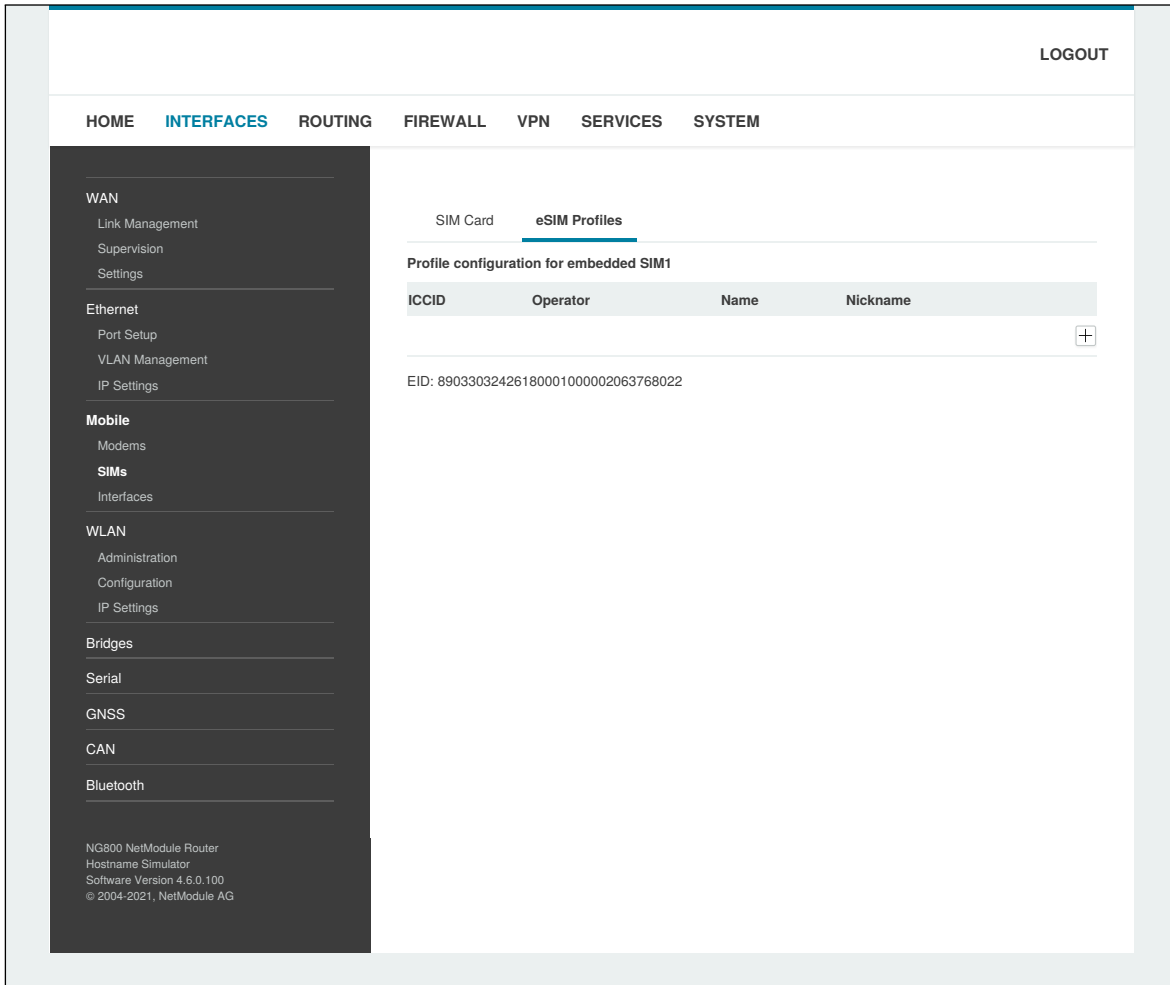 LOGOUT
HOME INTERFACES ROUTING FIREWALL VPN SERVICES SYSTEM
WAN
Link Management
Supervision
Settings
Ethernet
Port Setup
VLAN Management
IP Settings
Mobile
Modems
SIMs
Interfaces
WLAN
Administration
Configuration
IP Settings
Bridges
Serial
GNSS
CAN
Bluetooth
NG800 NetModule Router
Hostname Simulator
Software Version 4.6.0.100
© 2004-2021, NetModule AG
SIM Card eSIM Profiles
Profile configuration for embedded SIM1
ICCID Operator Name Nickname
EID: 89033032426180001000002063768022